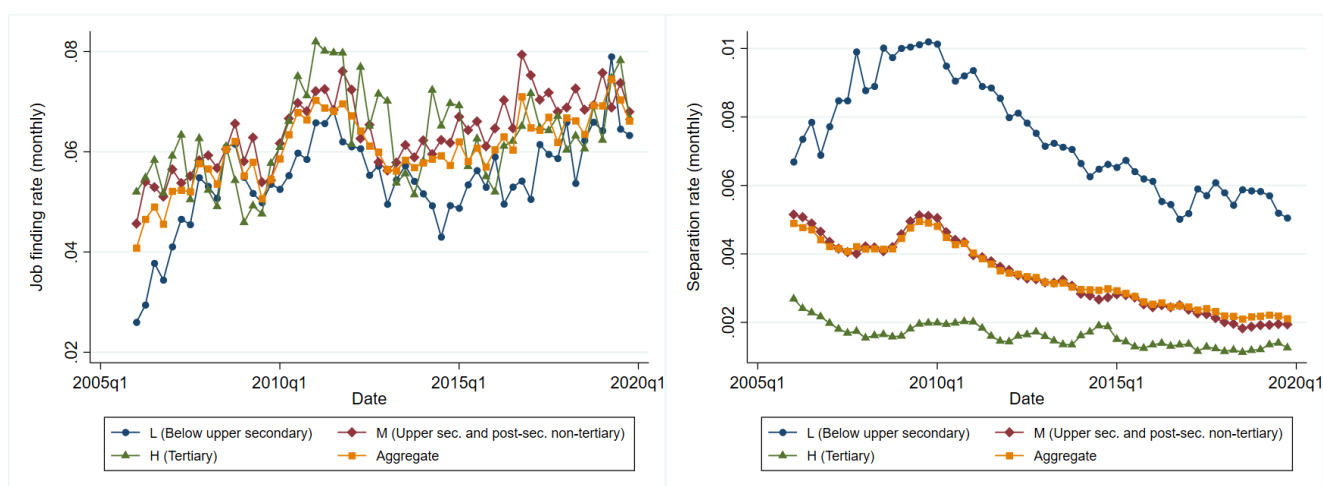 Job finding rate (monthly)
.08
.06
.04
.02
2005q1 2010q1 2015q1 2020q1
Date
L (Below upper secondary) M (Upper sec. and post-sec. non-tertiary)
H (Tertiary) Aggregate
Separation rate (monthly)
.01
.008
.006
.004
.002
2005q1 2010q1 2015q1 2020q1
Date
L (Below upper secondary) M (Upper sec. and post-sec. non-tertiary)
H (Tertiary) Aggregate